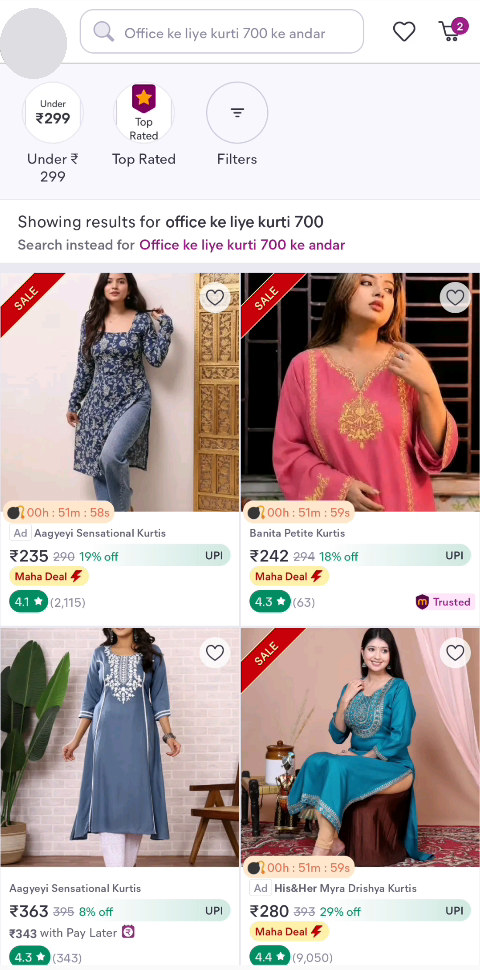 Office ke liye kurti 700 ke andar
2
Under
₹299
Top
Rated
Under ₹
299
Top Rated
Filters
Showing results for office ke liye kurti 700
Search instead for Office ke liye kurti 700 ke andar
SALE
00h : 51m : 58s
Ad Aagyeyi Sensational Kurtis
₹235 290 19% off UPI
Maha Deal
4.1 ★ (2,115)
SALE
00h : 51m : 59s
Banita Petite Kurtis
₹242 294 18% off UPI
Maha Deal
4.3 ★ (63) m Trusted
Aagyeyi Sensational Kurtis
₹363 395 8% off UPI
₹343 with Pay Later ₹
4.3 ★ (343)
SALE
00h : 51m : 59s
Ad His&Her Myra Drishya Kurtis
₹280 393 29% off UPI
Maha Deal
4.4 ★ (9,050)